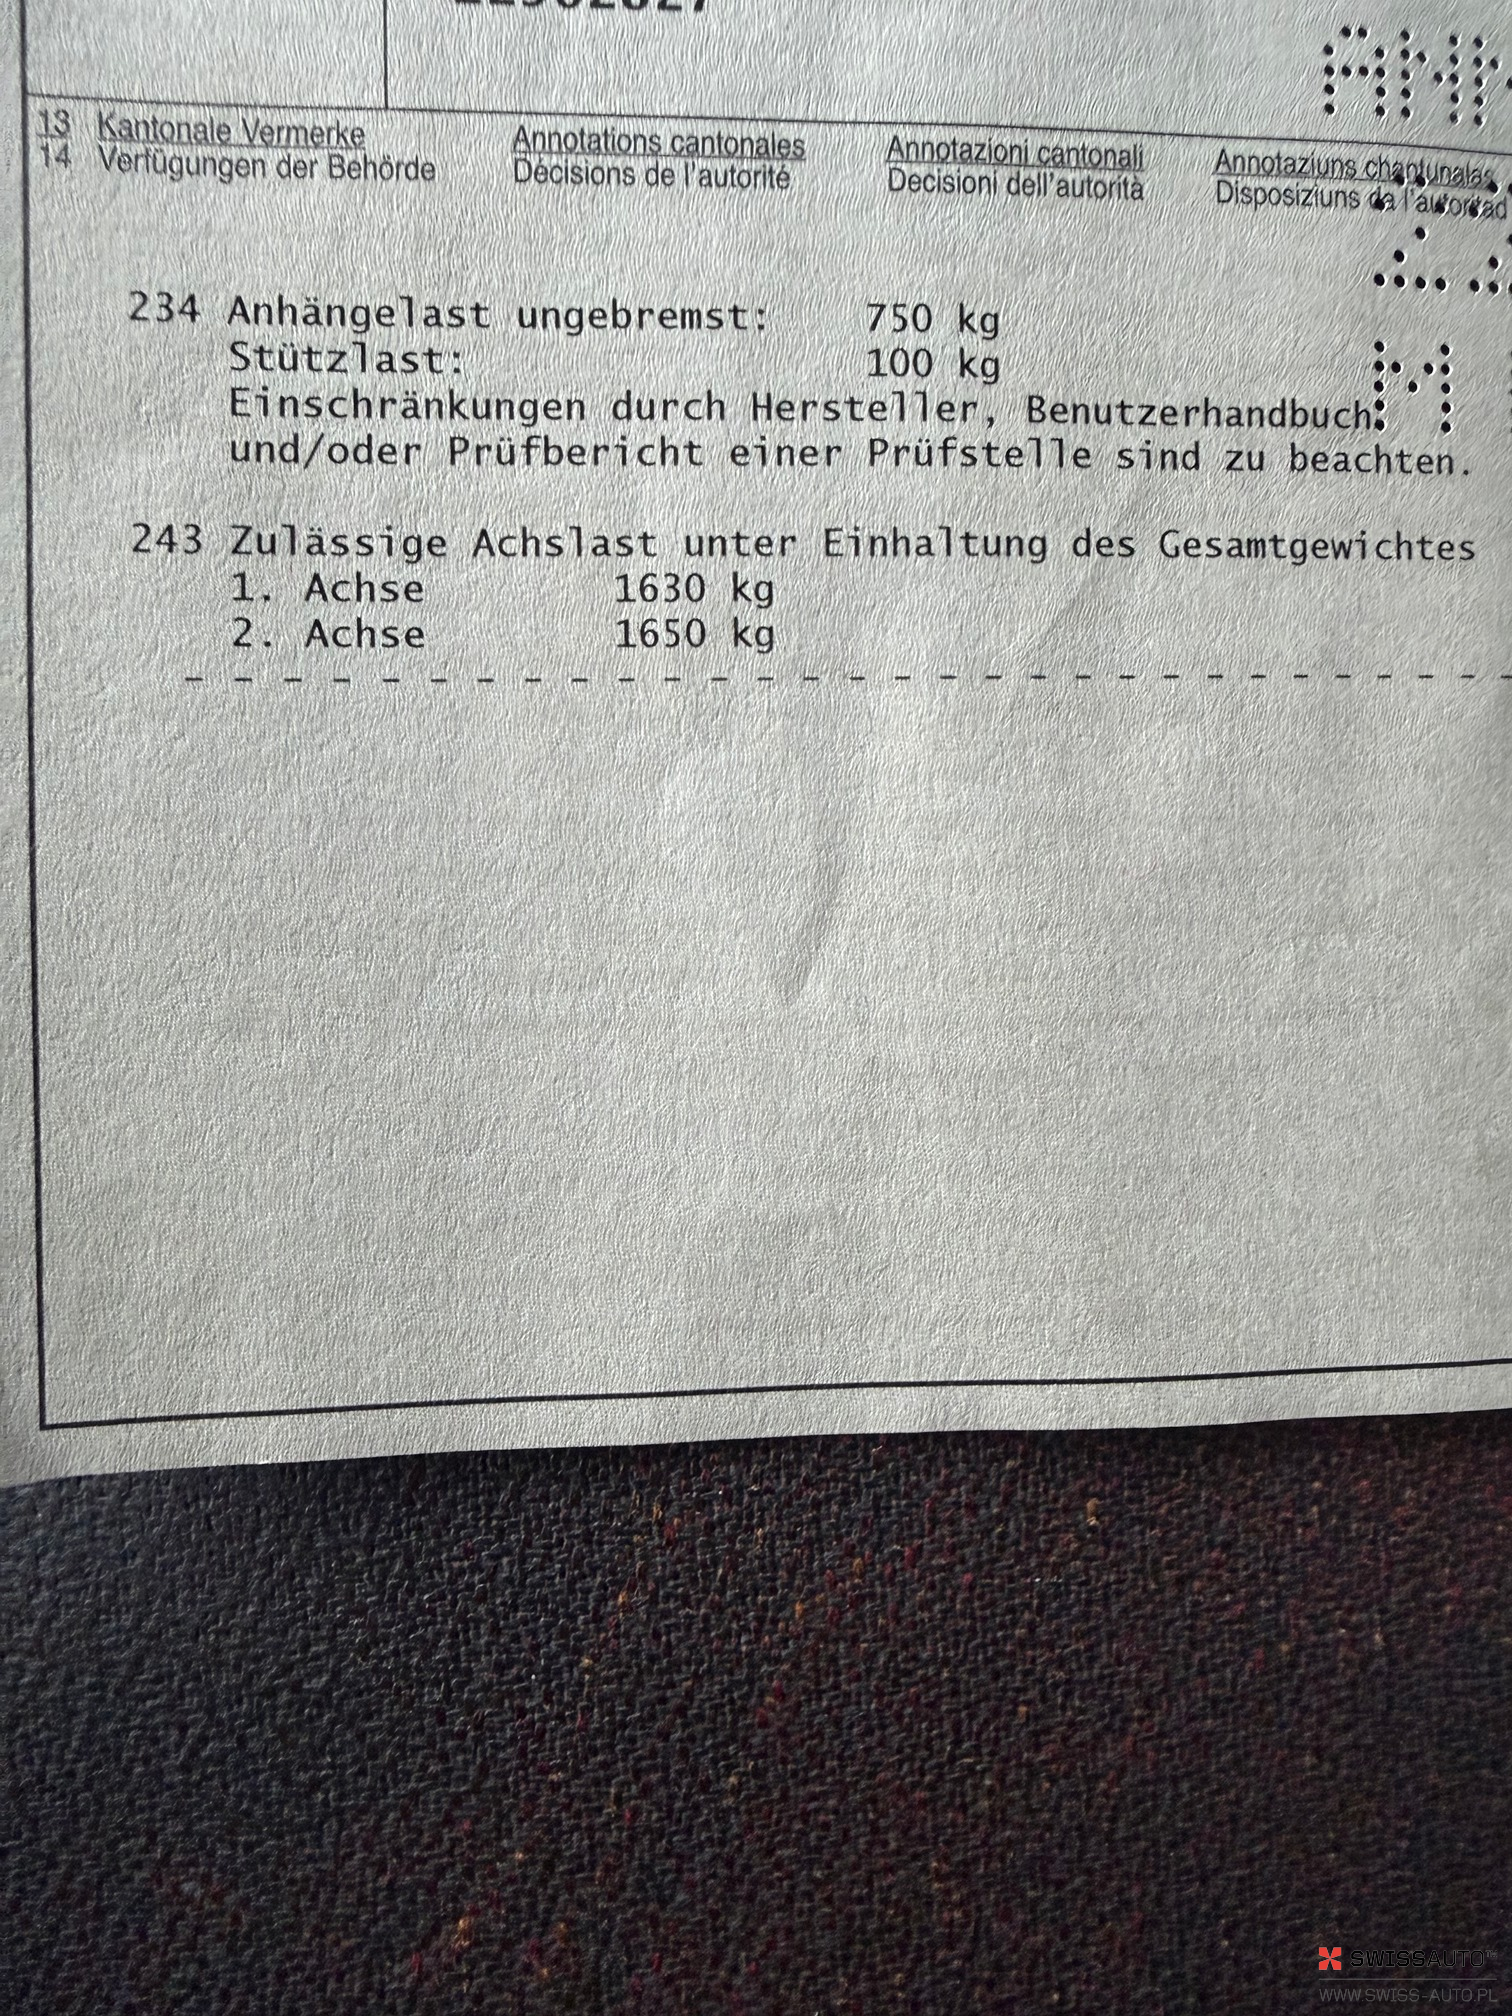 13 Kantonale Vermerke Annotations cantonales Annotazioni cantonali Annotaziuns chantunalas
14 Verfügungen der Behörde Décisions de l'autorité Decisioni dell'autorità Disposiziuns da l'autoritad
234 Anhängelast ungebremst: 750 kg
Stützlast: 100 kg
Einschränkungen durch Hersteller, Benutzerhandbuch
und/oder Prüfbericht einer Prüfstelle sind zu beachten.
243 Zulässige Achslast unter Einhaltung des Gesamtgewichtes
1. Achse 1630 kg
2. Achse 1650 kg
SWISSAUTO
WWW.SWISS-AUTO.PL